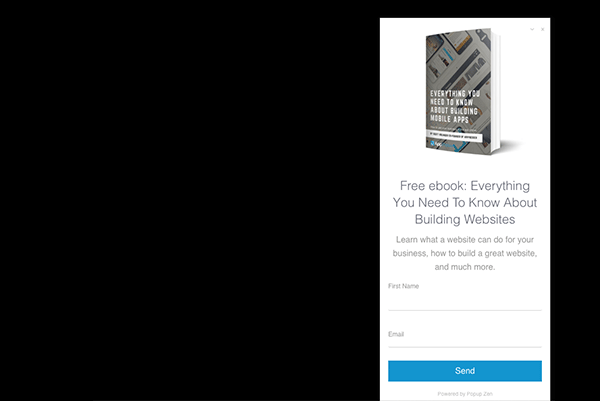 EVERYTHING YOU
NEED TO KNOW
ABOUT BUILDING
MOBILE APPS
Free ebook: Everything
You Need To Know About
Building Websites
Learn what a website can do for your
business, how to build a great website,
and much more.
First Name
Email
Send
Powered by Popup Zen